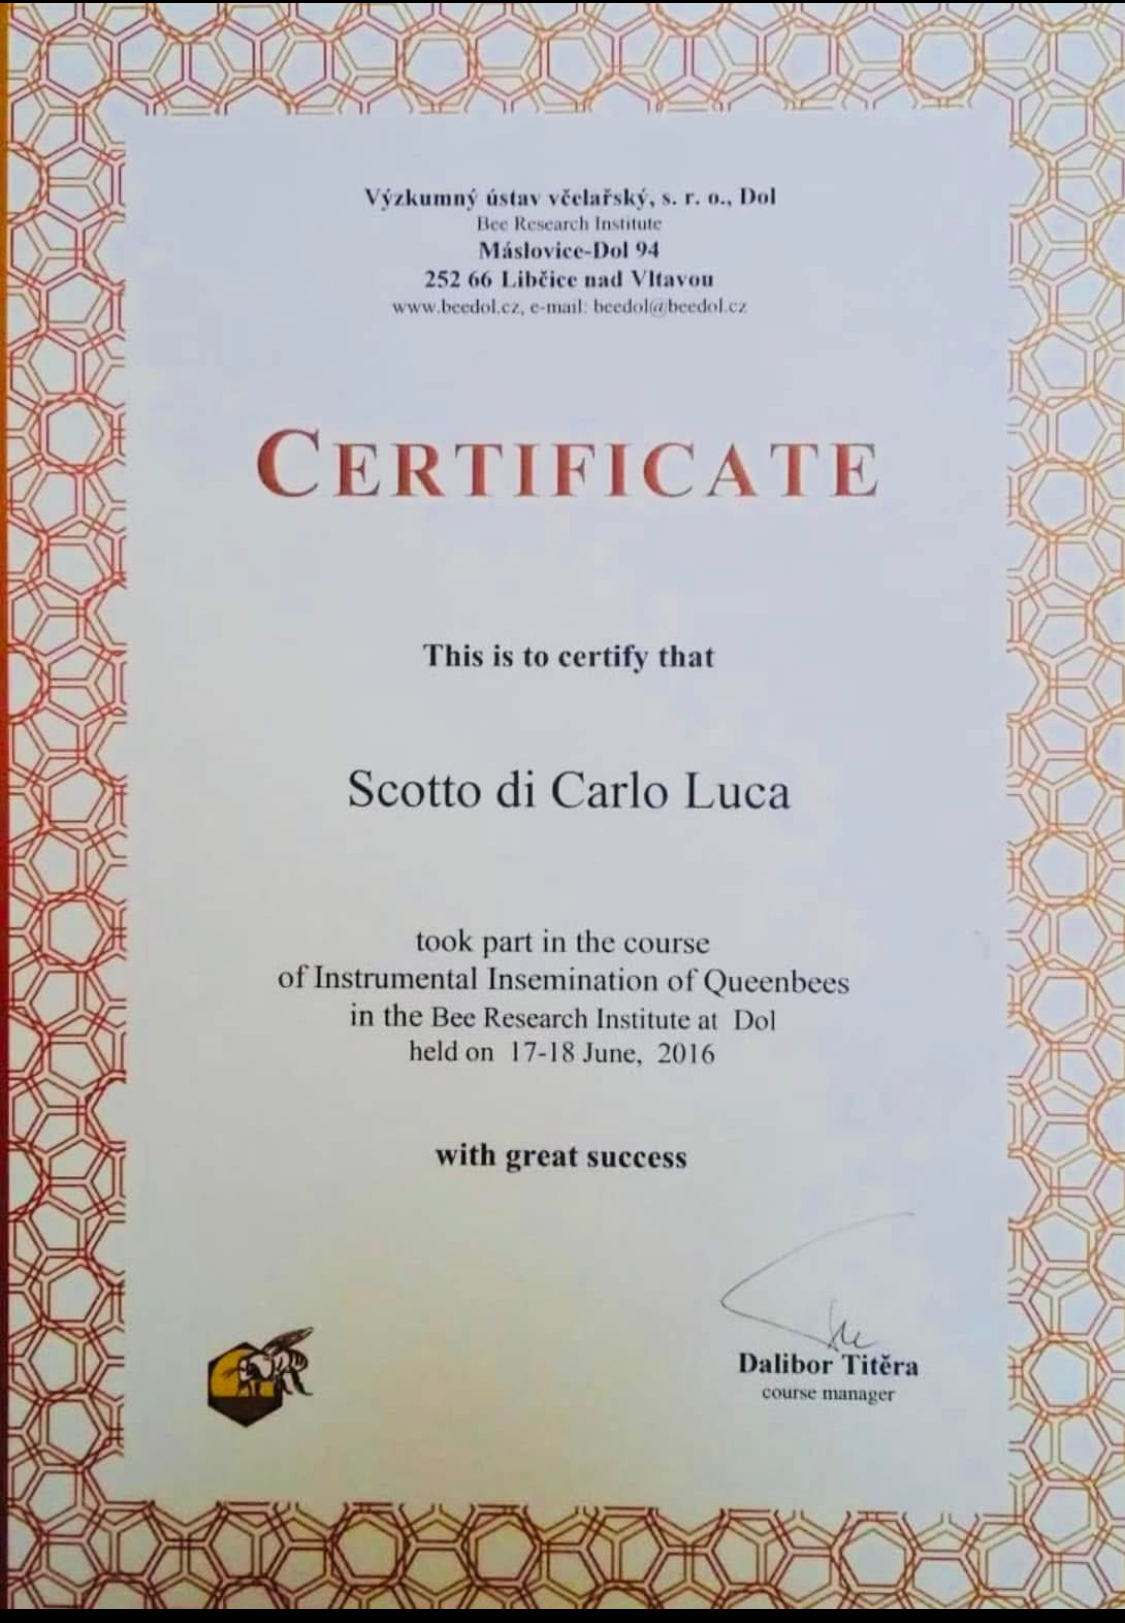 Výzkumný ústav včelařský, s. r. o., Dol
Bee Research Institute
Máslovice-Dol 94
252 66 Libčice nad Vltavou
www.beedol.cz, e-mail: beedol@beedol.cz
CERTIFICATE
This is to certify that
Scotto di Carlo Luca
took part in the course
of Instrumental Insemination of Queenbees
in the Bee Research Institute at Dol
held on 17-18 June, 2016
with great success
Dalibor Titěra
course manager